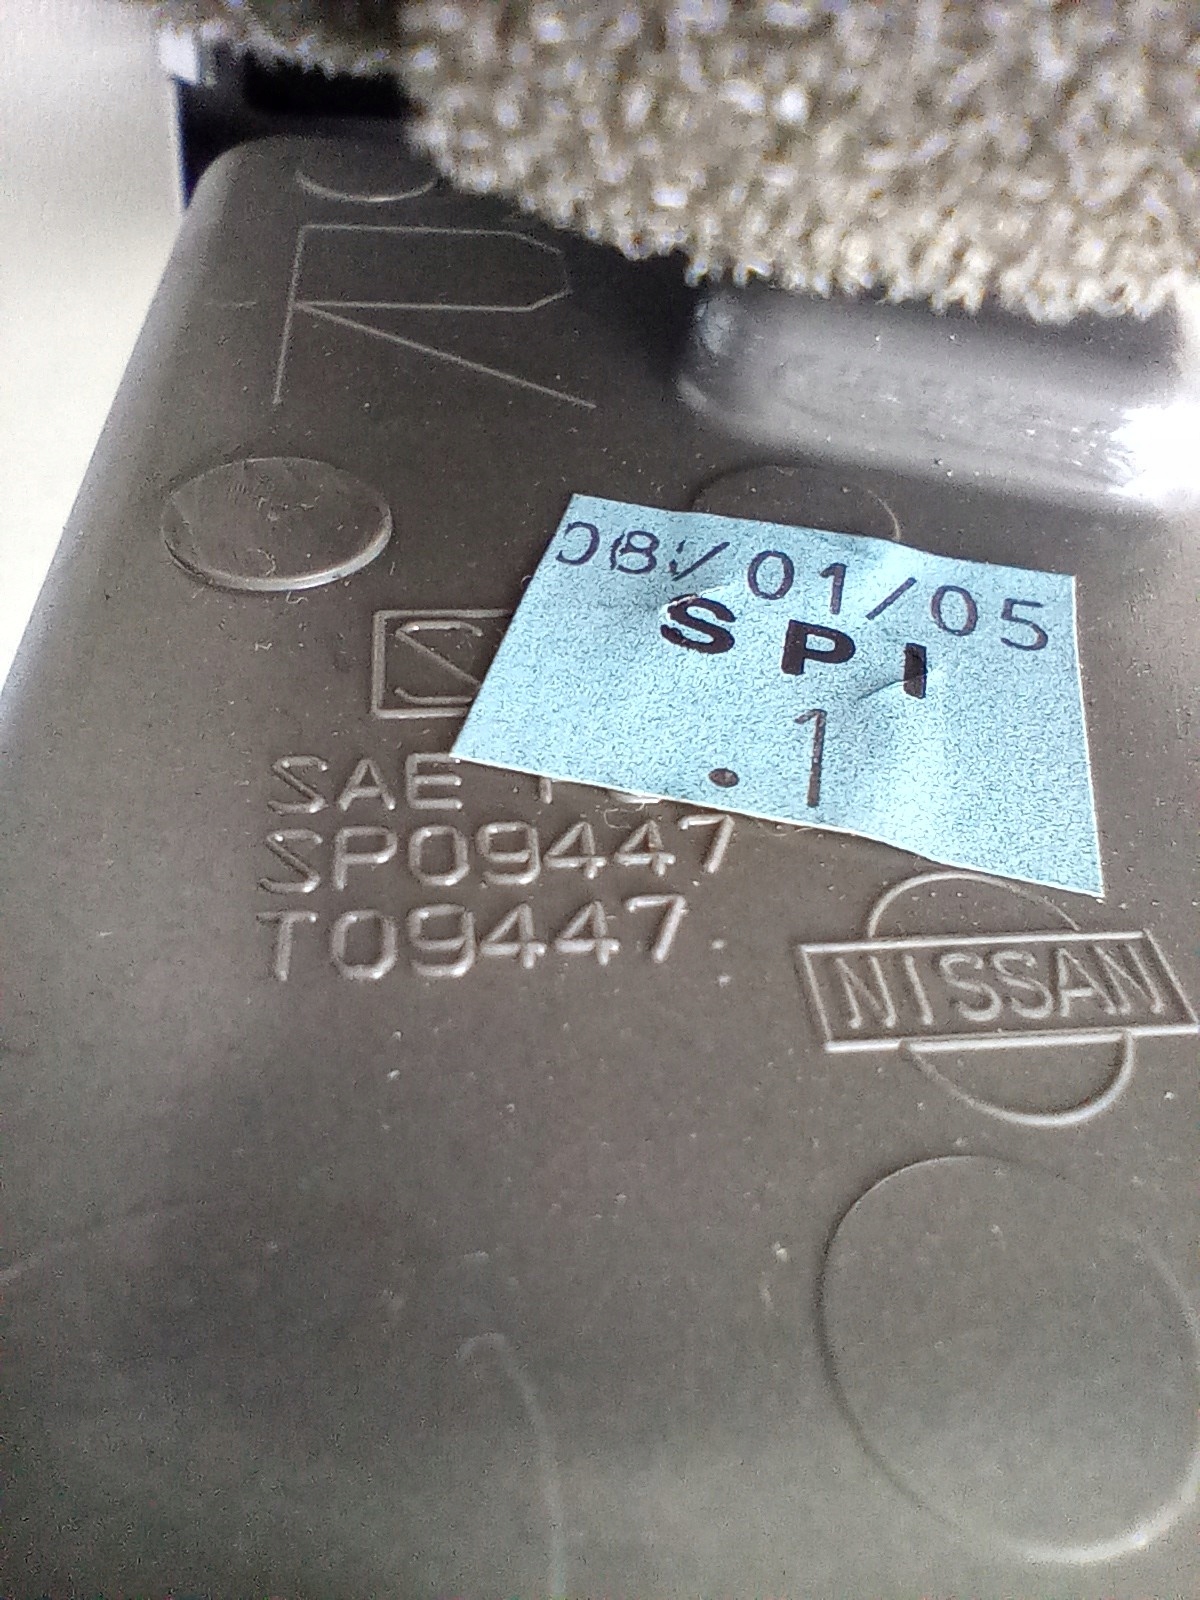 R
08/01/05
SPI
.1
SAE
SP09447
T09447
NISSAN